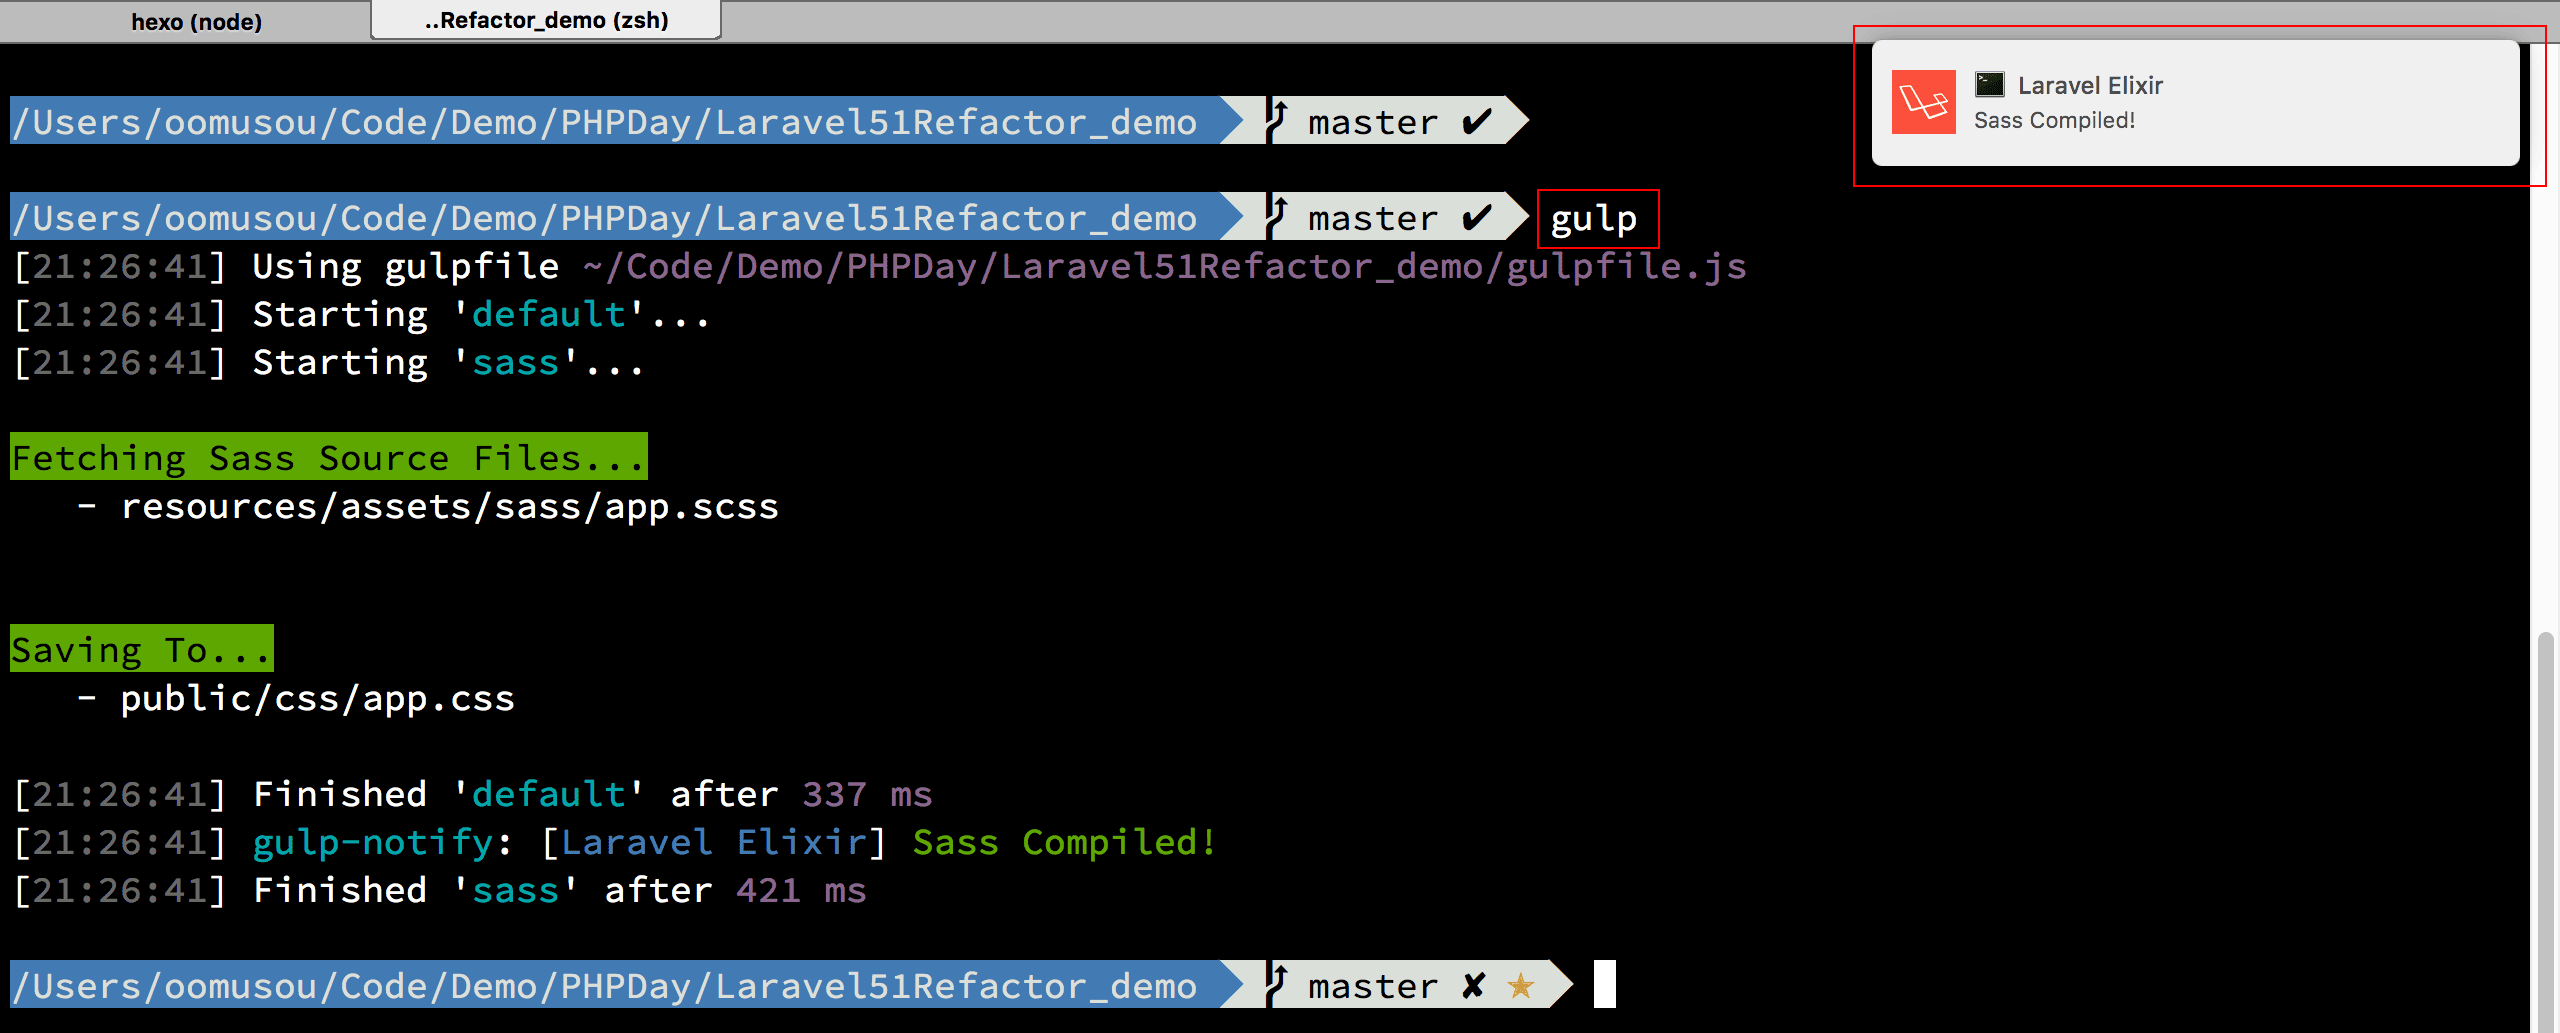 hexo (node)
..Refactor_demo (zsh)
Laravel Elixir
Sass Compiled!
/Users/oomusou/Code/Demo/PHPDay/Laravel51Refactor_demo master ✔
/Users/oomusou/Code/Demo/PHPDay/Laravel51Refactor_demo master ✔ gulp
[21:26:41] Using gulpfile ~/Code/Demo/PHPDay/Laravel51Refactor_demo/gulpfile.js
[21:26:41] Starting 'default'...
[21:26:41] Starting 'sass'...
Fetching Sass Source Files...
- resources/assets/sass/app.scss
Saving To...
- public/css/app.css
[21:26:41] Finished 'default' after 337 ms
[21:26:41] gulp-notify: [Laravel Elixir] Sass Compiled!
[21:26:41] Finished 'sass' after 421 ms
/Users/oomusou/Code/Demo/PHPDay/Laravel51Refactor_demo master ✘ ★